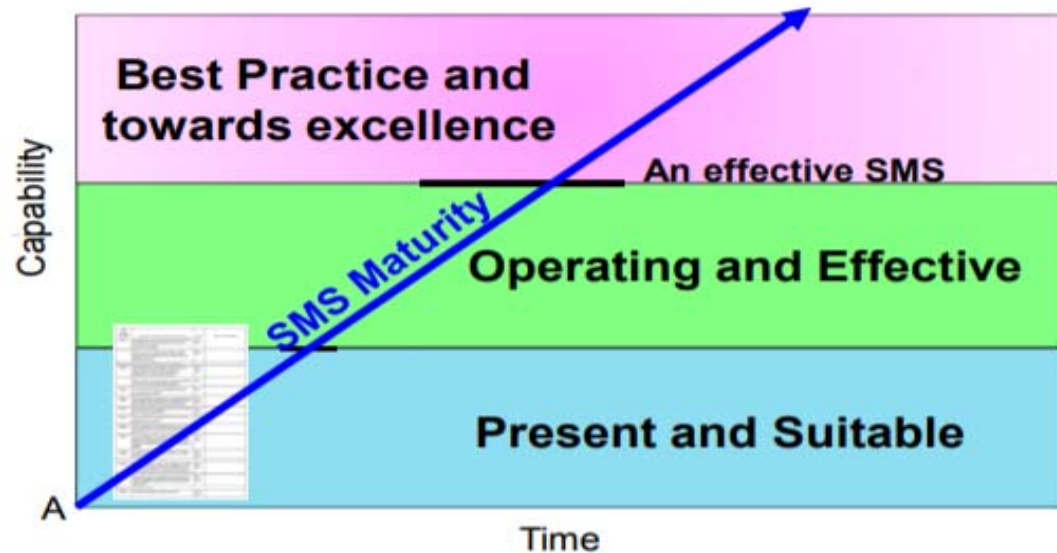 Best Practice and
towards excellence
An effective SMS
Capability
SMS Maturity
Operating and Effective
Present and Suitable
A
Time